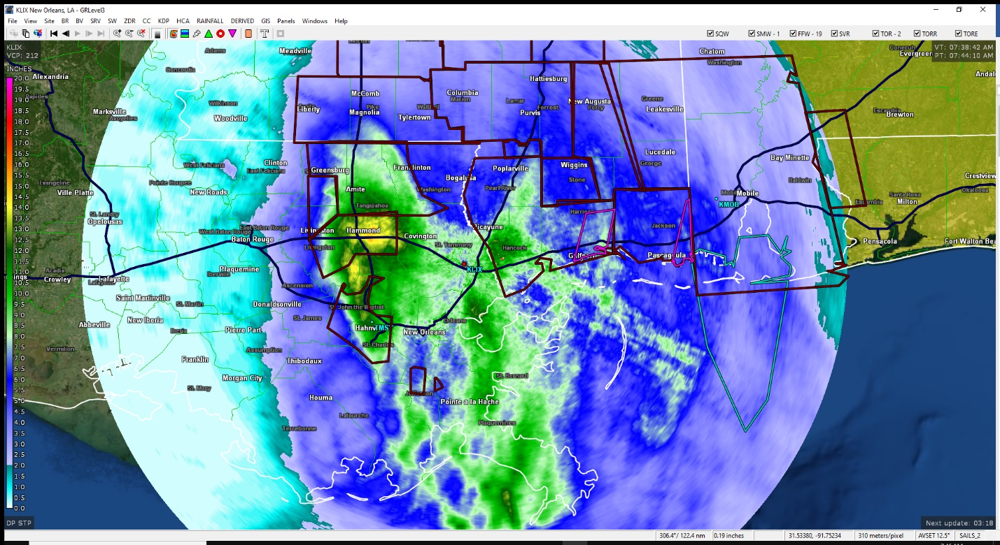 KLIX New Orleans, LA - GRLevel3
File View Site BR BV SRV SW ZDR CC KDP HCA RAINFALL DERIVED GIS Panels Windows Help
SQW SMW - 1 FFW - 19 SVR TOR - 2 TORR TORE
KLIX
VCP: 212
VT: 07:38:42 AM
PT: 07:44:10 AM
INCHES
20.0
19.5
19.0
18.5
18.0
17.5
17.0
16.5
16.0
15.5
15.0
14.5
14.0
13.5
13.0
12.5
12.0
11.5
11.0
10.5
10.0
9.5
9.0
8.5
8.0
7.5
7.0
6.5
6.0
5.5
5.0
4.5
4.0
3.5
3.0
2.5
2.0
1.5
1.0
0.5
0.0
Adams Meadville Lincoln Chatom Conecuh
Washington Evergreen
Alexandria Concordia Hattiesburg
Rapides McComb Columbia
Wilkinson Liberty Pike Marion Lamar New Augusta Greene
Marksville Magnolia Purvis Forrest Perry Leakesville Escambia Brewton
Avoyelles Woodville Tylertown
Lucedale
West Feliciana Clinton Greensburg Franklinton Poplarville Wiggins George Bay Minette
East Feliciana Bogalusa Stone Baldwin Crestview
Evangeline Pointe Coupee Amite Washington Pearl River Mobile Santa Rosa Okaloosa
Ville Platte New Roads Tangipahoa KMOB Escambia Milton
St. Landry Harrison
Opelousas West Baton Rouge East Baton Rouge Livingston Hammond Picayune Jackson
Baton Rouge Covington Pensacola Fort Walton Bea
Livingston St. Tammany Hancock
Acadia Plaquemine KLIX Pascagoula
Crowley Lafayette Iberville
Lafayette Ascension
Saint Martinville St. Martin Donaldsonville St. John the Baptist
New Iberia St. James Orleans
Abbeville Iberia Pierre Part New Orleans
Vermilion Assumption St. Charles
Franklin Thibodaux
Morgan City St. Bernard
St. Mary Houma Jefferson
Pointe a la Hache
Lafourche Plaquemines
Terrebonne
DP STP
Next update: 03:18
306.4°/ 122.4 nm 0.19 inches 31.53380, -91.75234 310 meters/pixel AVSET 12.5° SAILS_2